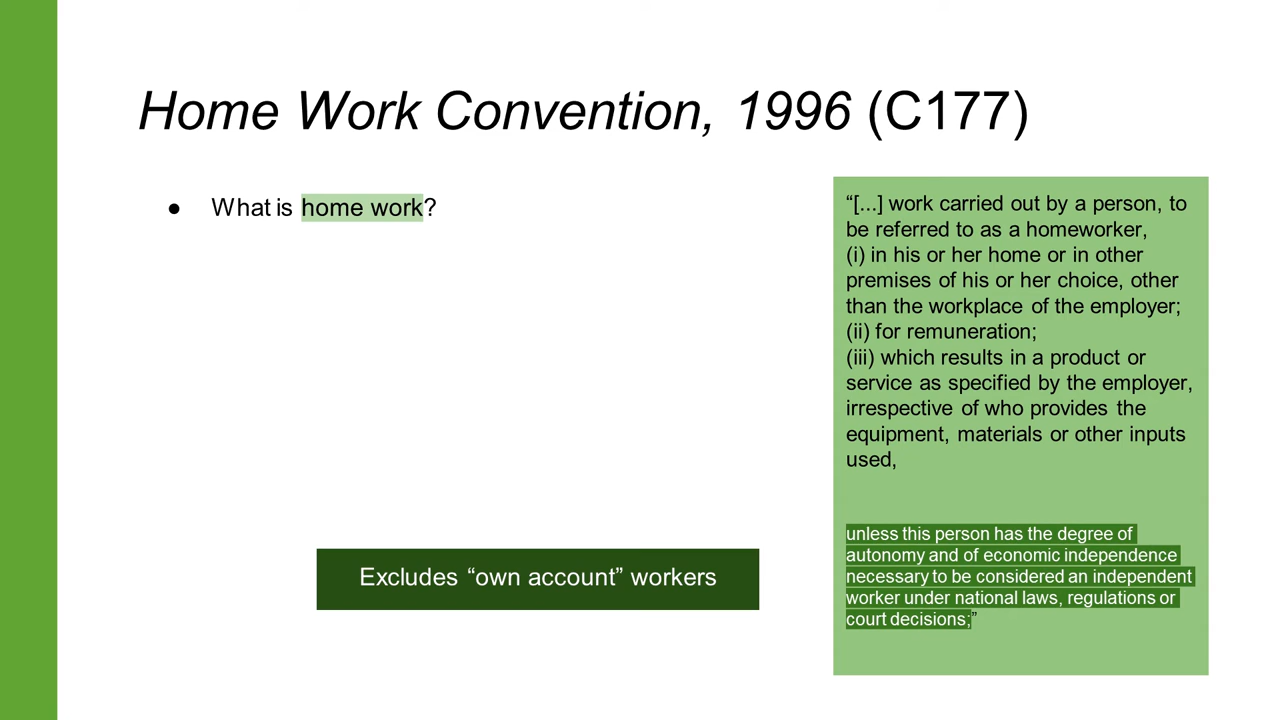 Home Work Convention, 1996 (C177)
● What is home work?
“[...] work carried out by a person, to
be referred to as a homeworker,
(i) in his or her home or in other
premises of his or her choice, other
than the workplace of the employer;
(ii) for remuneration;
(iii) which results in a product or
service as specified by the employer,
irrespective of who provides the
equipment, materials or other inputs
used,
unless this person has the degree of
autonomy and of economic independence
necessary to be considered an independent
worker under national laws, regulations or
court decisions;”
Excludes “own account” workers